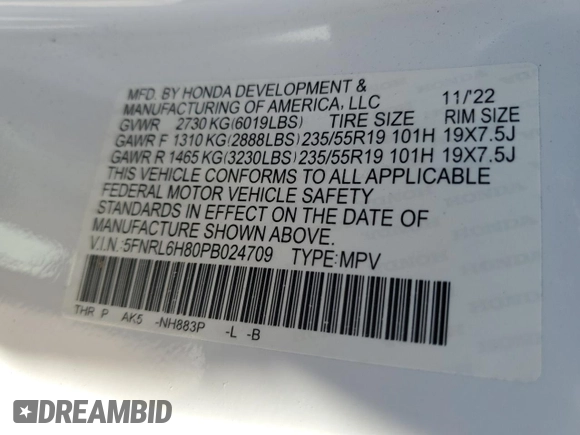 MFD. BY HONDA DEVELOPMENT &
MANUFACTURING OF AMERICA, LLC 11/'22
GVWR 2730 KG(6019LBS) TIRE SIZE RIM SIZE
GAWR F 1310 KG(2888LBS) 235/55R19 101H 19X7.5J
GAWR R 1465 KG(3230LBS) 235/55R19 101H 19X7.5J
THIS VEHICLE CONFORMS TO ALL APPLICABLE
FEDERAL MOTOR VEHICLE SAFETY
STANDARDS IN EFFECT ON THE DATE OF
MANUFACTURE SHOWN ABOVE.
V.I.N.:5FNRL6H80PB024709 TYPE:MPV
THR P AK5 -NH883P -L -B
DREAMBID